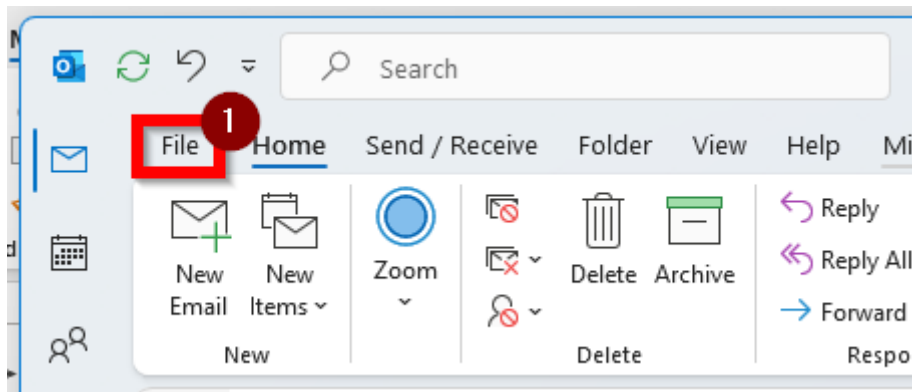 Search
1
File Home Send / Receive Folder View Help
New Email
New Items
Zoom
Delete
Archive
Reply
Reply All
Forward
New
Delete